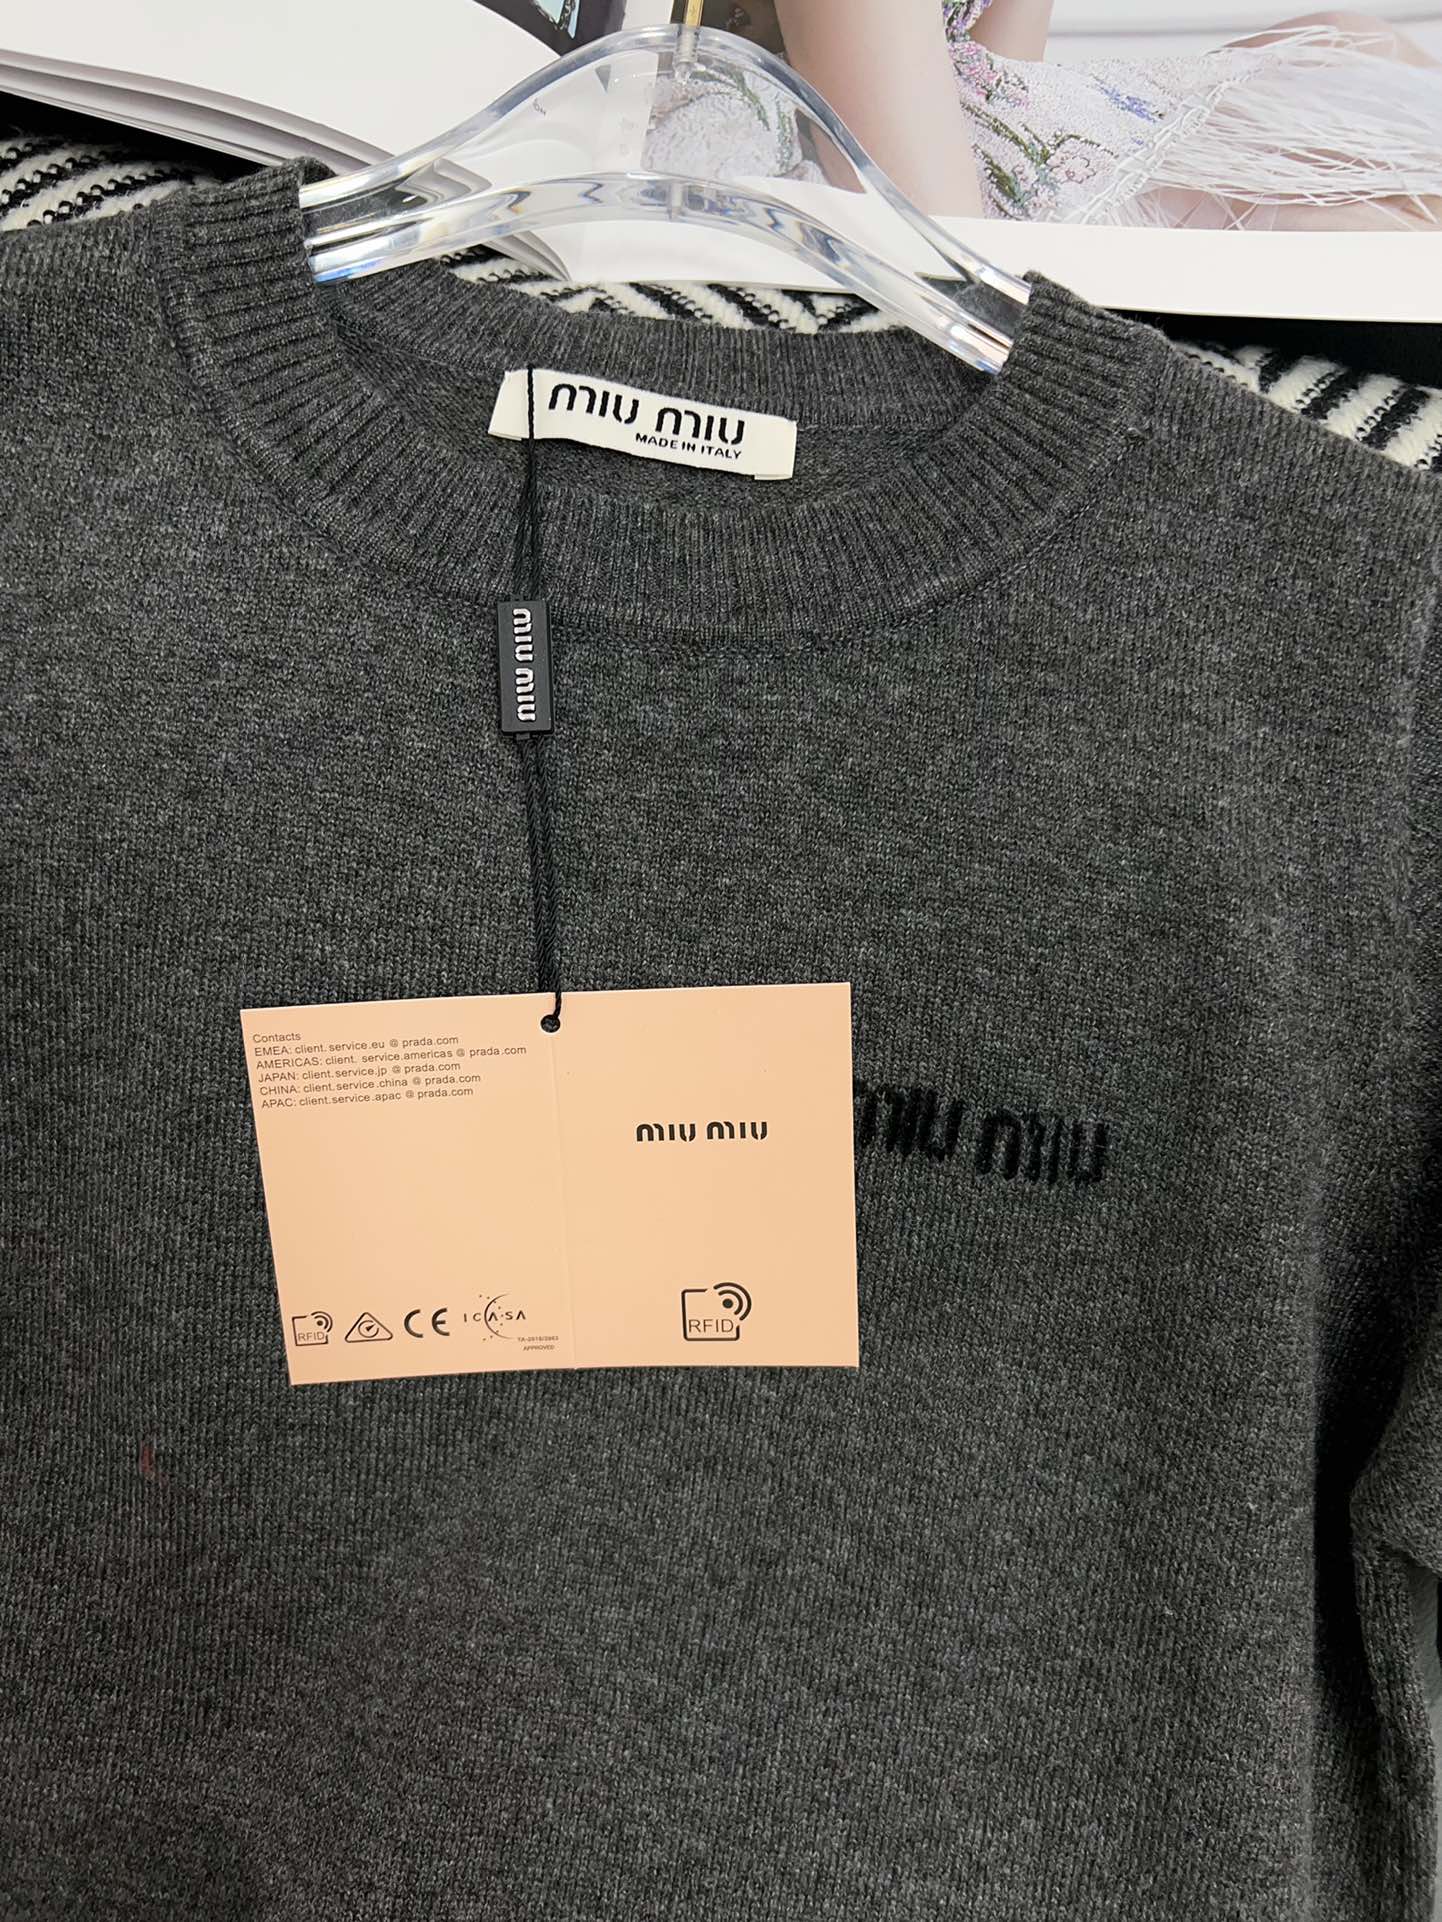 miu miu
MADE IN ITALY
miu miu
Contacts
EMEA: client.service.eu @ prada.com
AMERICAS: client. service.americas @ prada.com
JAPAN: client.service.jp @ prada.com
CHINA: client.service.china @ prada.com
APAC: client.service.apac @ prada.com
miu miu
miu miu
RFID
CE
ICASA
APPROVED
RFID